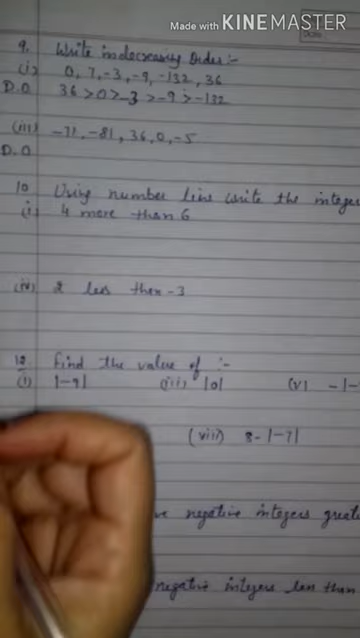 Made with KINEMASTER
9. Write in decreasing Order:-
(i) 0, 7, -3, -9, -132, 36
D.O 36 > 0 > -3 > -9 > -132
(iii) -71, -81, 36, 0, -5
D.O
10 Using number line write the integer
(i) 4 more than 6
(iv) 2 less than -3
12. Find the value of :-
(i) |-9| (iii) |0| (v) -|-
(viii) 8-|-7|
ve negative integers greate
negative integers less than